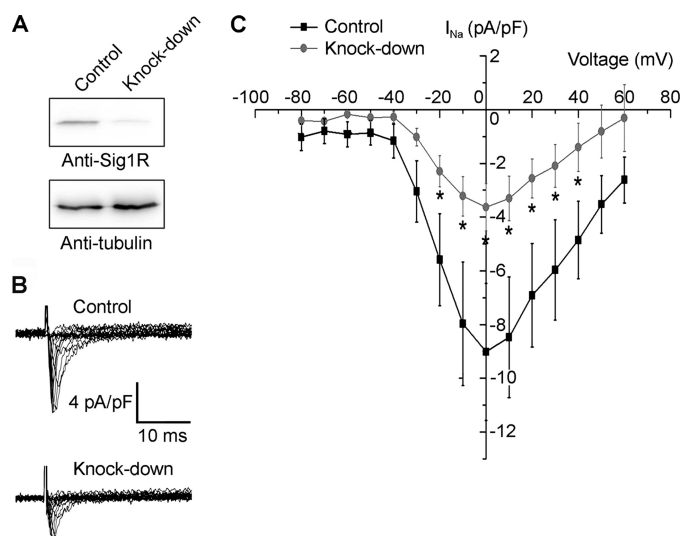 A
Control
Knock-down
Anti-Sig1R
Anti-tubulin
B
Control
4 pA/pF
10 ms
Knock-down
C
Control
Knock-down
I Na (pA/pF)
Voltage (mV)
-100 -80 -60 -40 -20 0 20 40 60 80
2
0
-2
-4
-6
-8
-10
-12
* * * * * * *